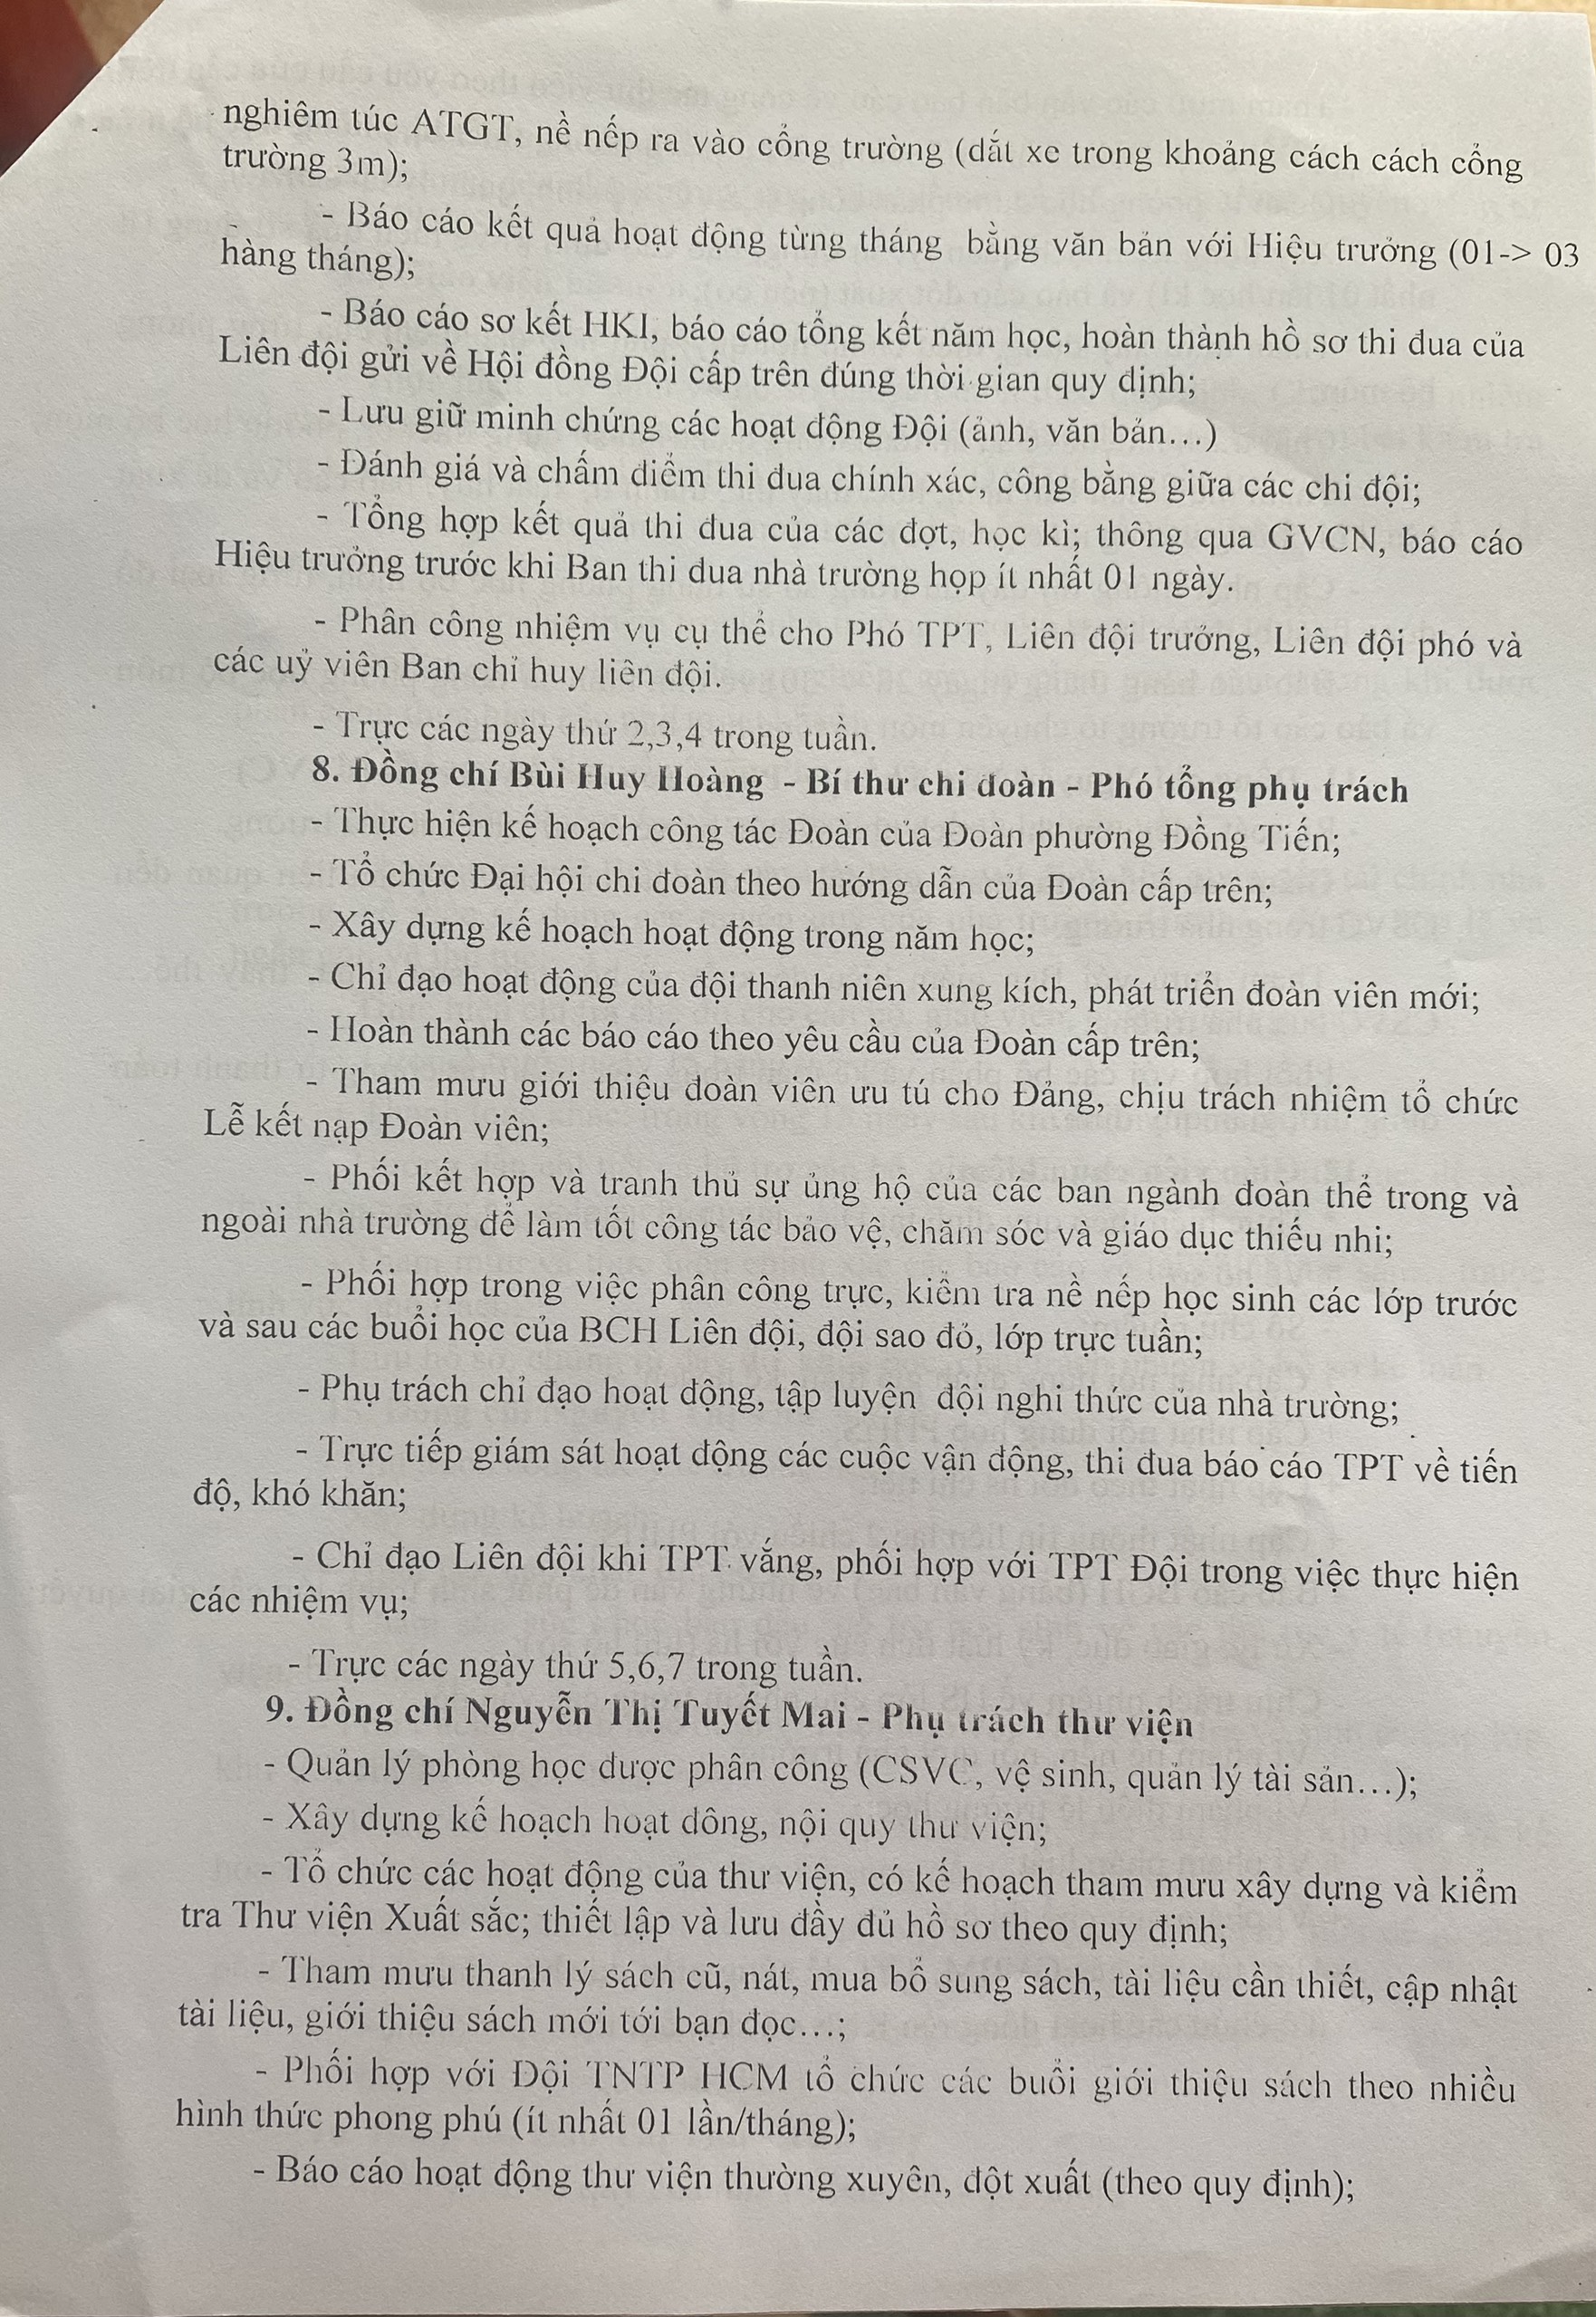 nghiêm túc ATGT, nề nếp ra vào cổng trường (dắt xe trong khoảng cách cách cổng
trường 3m);
- Báo cáo kết quả hoạt động từng tháng bằng văn bản với Hiệu trưởng (01-> 03
hàng tháng);
- Báo cáo sơ kết HKI, báo cáo tổng kết năm học, hoàn thành hồ sơ thi đua của
Liên đội gửi về Hội đồng Đội cấp trên đúng thời gian quy định;
- Lưu giữ minh chứng các hoạt động Đội (ảnh, văn bản…)
- Đánh giá và chấm điểm thi đua chính xác, công bằng giữa các chi đội;
- Tổng hợp kết quả thi đua của các đợt, học kì; thông qua GVCN, báo cáo
Hiệu trưởng trước khi Ban thi đua nhà trường họp ít nhất 01 ngày.
- Phân công nhiệm vụ cụ thể cho Phó TPT, Liên đội trưởng, Liên đội phó và
các uỷ viên Ban chỉ huy liên đội.
- Trực các ngày thứ 2,3,4 trong tuần.
8. Đồng chí Bùi Huy Hoàng - Bí thư chi đoàn - Phó tổng phụ trách
- Thực hiện kế hoạch công tác Đoàn của Đoàn phường Đồng Tiến;
- Tổ chức Đại hội chi đoàn theo hướng dẫn của Đoàn cấp trên;
- Xây dựng kế hoạch hoạt động trong năm học;
- Chỉ đạo hoạt động của đội thanh niên xung kích, phát triển đoàn viên mới;
- Hoàn thành các báo cáo theo yêu cầu của Đoàn cấp trên;
- Tham mưu giới thiệu đoàn viên ưu tú cho Đảng, chịu trách nhiệm tổ chức
Lễ kết nạp Đoàn viên;
- Phối kết hợp và tranh thủ sự ủng hộ của các ban ngành đoàn thể trong và
ngoài nhà trường để làm tốt công tác bảo vệ, chăm sóc và giáo dục thiếu nhi;
- Phối hợp trong việc phân công trực, kiểm tra nề nếp học sinh các lớp trước
và sau các buổi học của BCH Liên đội, đội sao đỏ, lớp trực tuần;
- Phụ trách chỉ đạo hoạt động, tập luyện đội nghi thức của nhà trường;
- Trực tiếp giám sát hoạt động các cuộc vận động, thi đua báo cáo TPT về tiến
độ, khó khăn;
- Chỉ đạo Liên đội khi TPT vắng, phối hợp với TPT Đội trong việc thực hiện
các nhiệm vụ;
- Trực các ngày thứ 5,6,7 trong tuần.
9. Đồng chí Nguyễn Thị Tuyết Mai - Phụ trách thư viện
- Quản lý phòng học được phân công (CSVC, vệ sinh, quản lý tài sản…);
- Xây dựng kế hoạch hoạt dông, nội quy thư viện;
- Tổ chức các hoạt động của thư viện, có kế hoạch tham mưu xây dựng và kiểm
tra Thư viện Xuất sắc; thiết lập và lưu đầy đủ hồ sơ theo quy định;
- Tham mưu thanh lý sách cũ, nát, mua bổ sung sách, tài liệu cần thiết, cập nhật
tài liệu, giới thiệu sách mới tới bạn đọc…;
- Phối hợp với Đội TNTP HCM tổ chức các buổi giới thiệu sách theo nhiều
hình thức phong phú (ít nhất 01 lần/tháng);
- Báo cáo hoạt động thư viện thường xuyên, đột xuất (theo quy định);